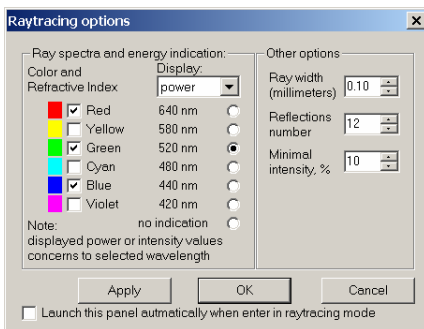 Raytracing options
Ray spectra and energy indication:
Color and
Refractive Index
Display:
power
Red 640 nm
Yellow 580 nm
Green 520 nm
Cyan 480 nm
Blue 440 nm
Violet 420 nm
no indication
Note:
displayed power or intensity values
concerns to selected wavelength
Other options
Ray width
(millimeters) 0.10
Reflections
number 12
Minimal
intensity, % 10
Apply OK Cancel
Launch this panel autmatically when enter in raytracing mode